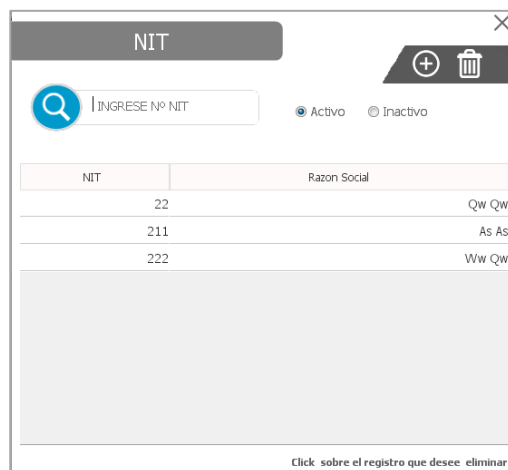 NIT
INGRESE Nº NIT
Activo Inactivo
NIT Razon Social
22 Qw Qw
211 As As
222 Ww Qw
Click sobre el registro que desee eliminar